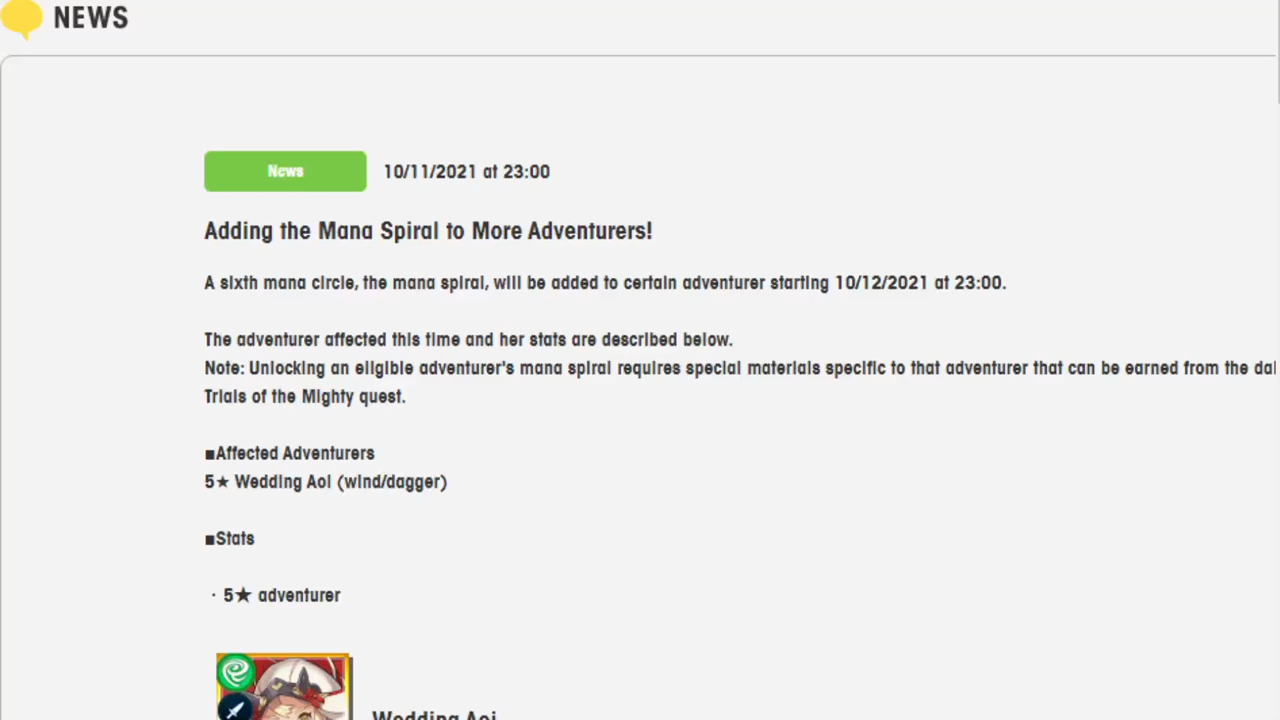 NEWS
News 10/11/2021 at 23:00
Adding the Mana Spiral to More Adventurers!
A sixth mana circle, the mana spiral, will be added to certain adventurer starting 10/12/2021 at 23:00.
The adventurer affected this time and her stats are described below.
Note: Unlocking an eligible adventurer's mana spiral requires special materials specific to that adventurer that can be earned from the
Trials of the Mighty quest.
■Affected Adventurers
5★ Wedding Aoi (wind/dagger)
■Stats
· 5★ adventurer
Wedding Aoi